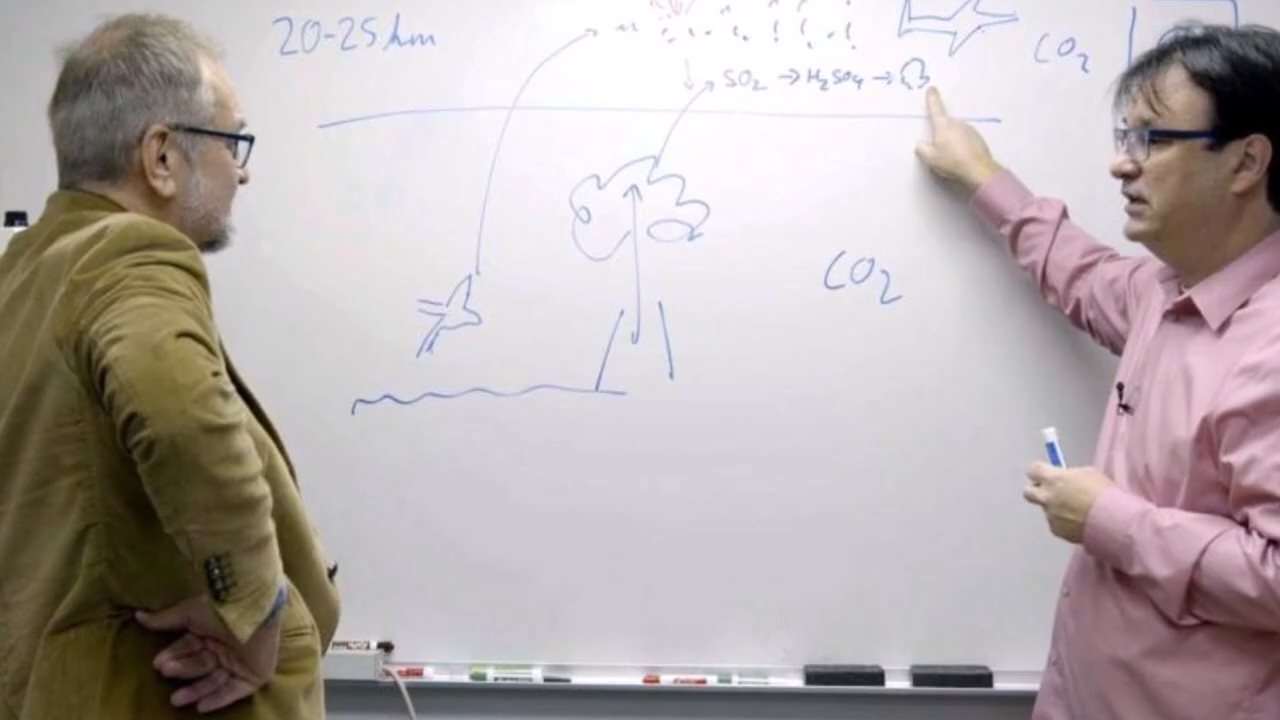 20-25 km
CO₂
SO₂ → H₂SO₄ →
CO₂